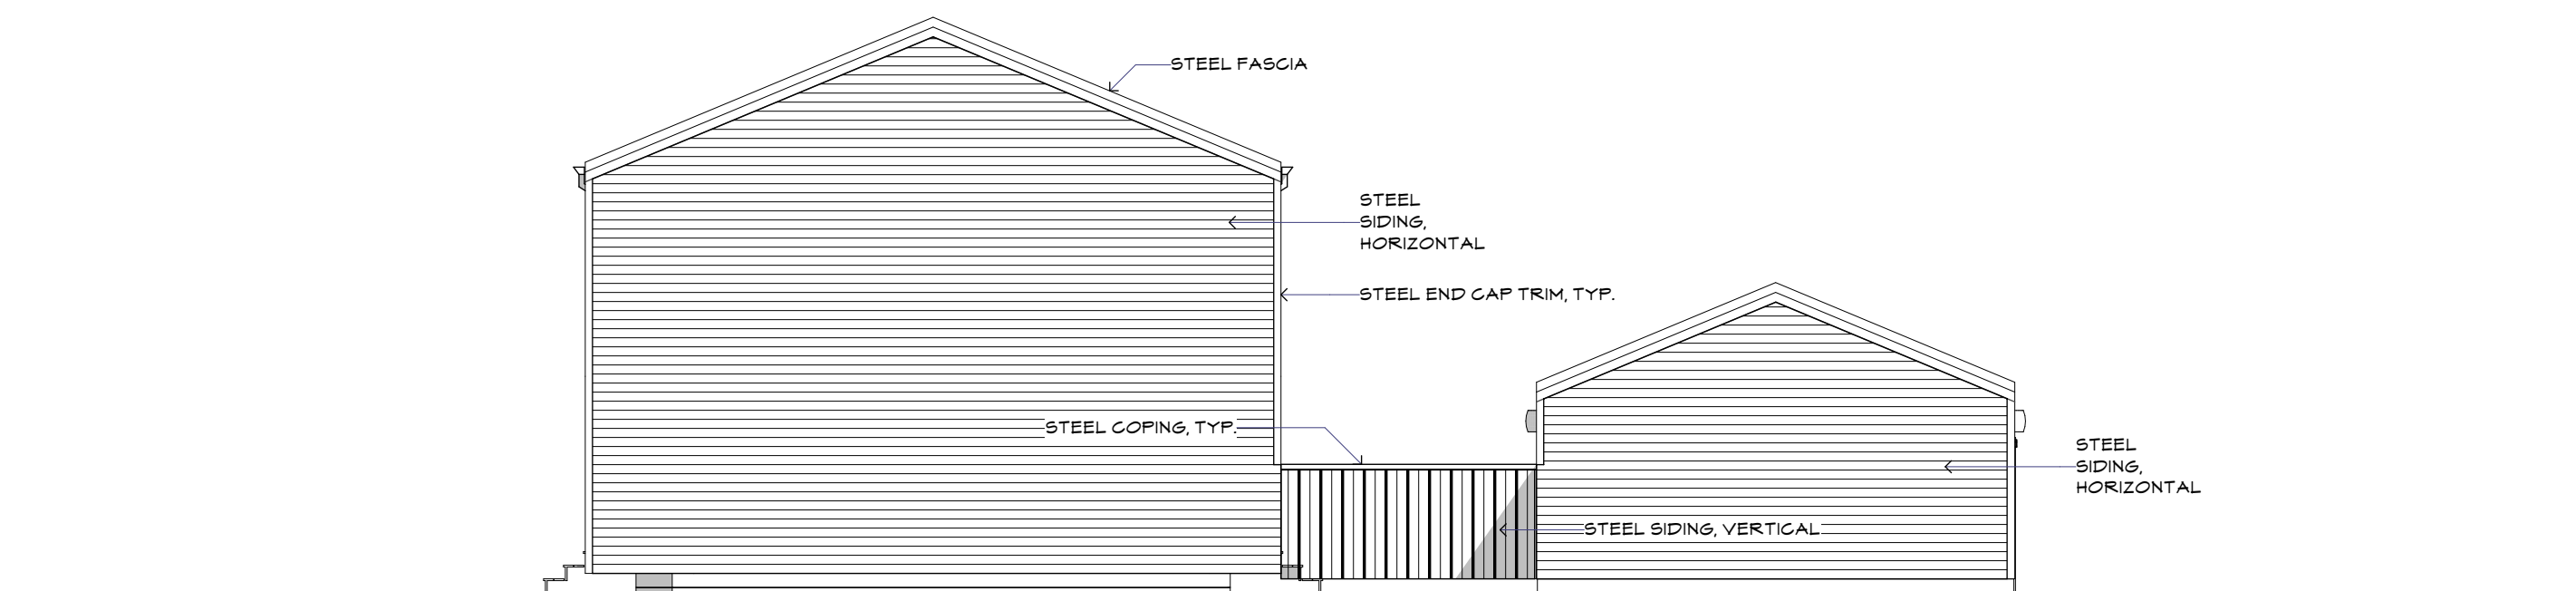 STEEL FASCIA
STEEL
SIDING,
HORIZONTAL
STEEL END CAP TRIM, TYP.
STEEL COPING, TYP.
STEEL
SIDING,
HORIZONTAL
STEEL SIDING, VERTICAL